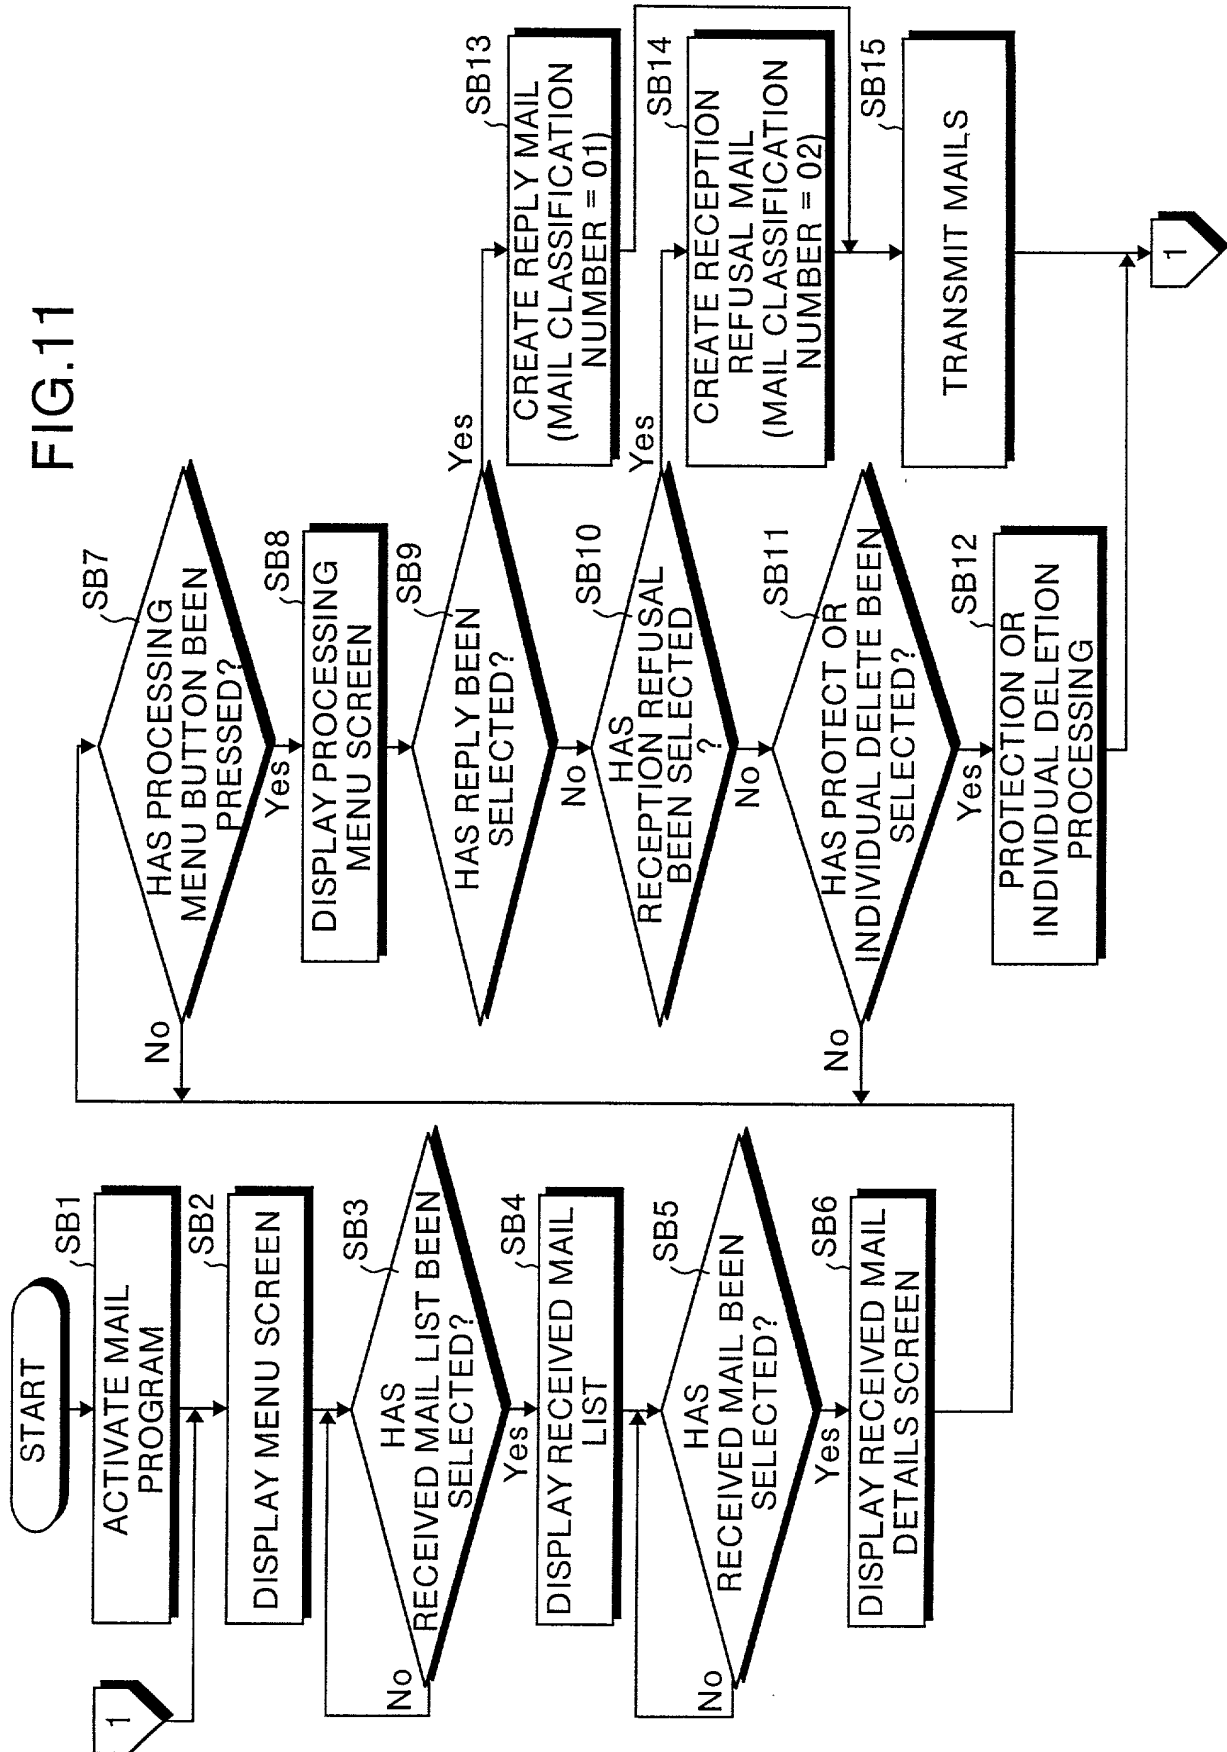 FIG.11
START
SB1
ACTIVATE MAIL
PROGRAM
1
SB2
DISPLAY MENU SCREEN
SB3
HAS
RECEIVED MAIL LIST BEEN
SELECTED?
No
Yes
SB4
DISPLAY RECEIVED MAIL
LIST
SB5
HAS
RECEIVED MAIL BEEN
SELECTED?
No
Yes
SB6
DISPLAY RECEIVED MAIL
DETAILS SCREEN
SB7
HAS PROCESSING
MENU BUTTON BEEN
PRESSED?
No
Yes
SB8
DISPLAY PROCESSING
MENU SCREEN
SB9
HAS REPLY BEEN
SELECTED?
Yes
No
SB10
HAS
RECEPTION REFUSAL
BEEN SELECTED
?
Yes
No
SB11
HAS PROTECT OR
INDIVIDUAL DELETE BEEN
SELECTED?
No
Yes
SB12
PROTECTION OR
INDIVIDUAL DELETION
PROCESSING
SB13
CREATE REPLY MAIL
(MAIL CLASSIFICATION
NUMBER = 01)
SB14
CREATE RECEPTION
REFUSAL MAIL
(MAIL CLASSIFICATION
NUMBER = 02)
SB15
TRANSMIT MAILS
1